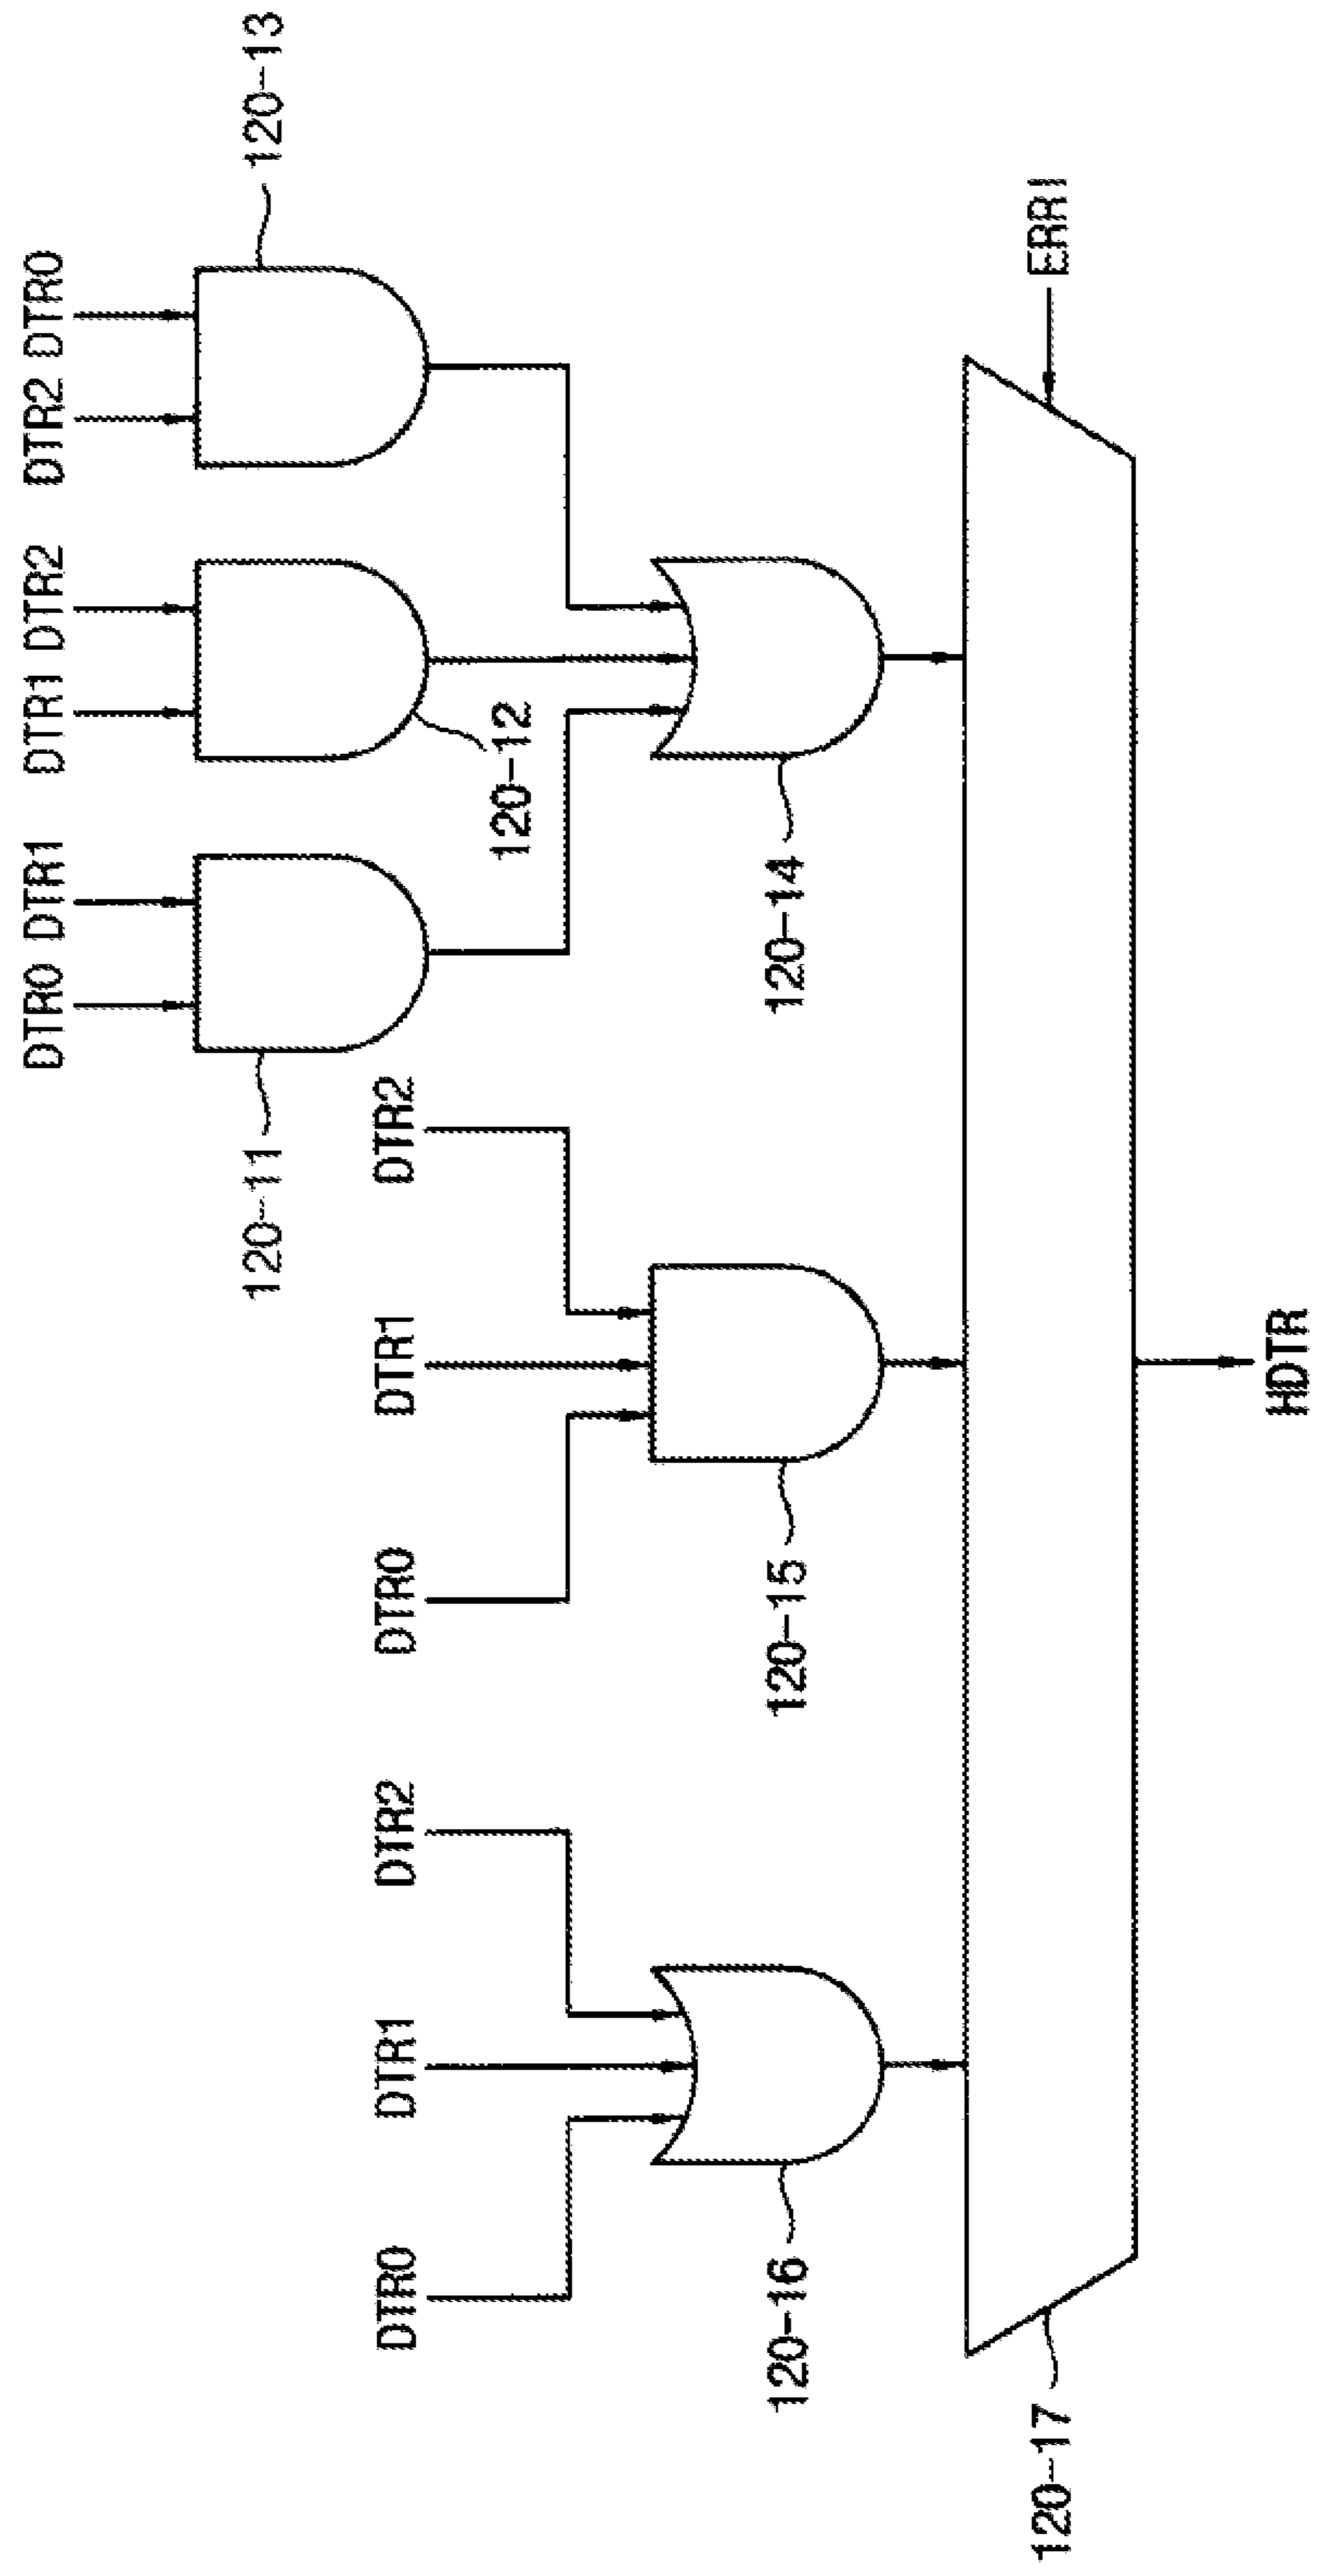 DTR0 DTR1 DTR1 DTR2 DTR2 DTR0
120-11 120-13
DTR0 DTR1 DTR2 DTR0 DTR1 DTR2
120-12
120-16 120-15 120-14
120-17 ERRI
HDTR